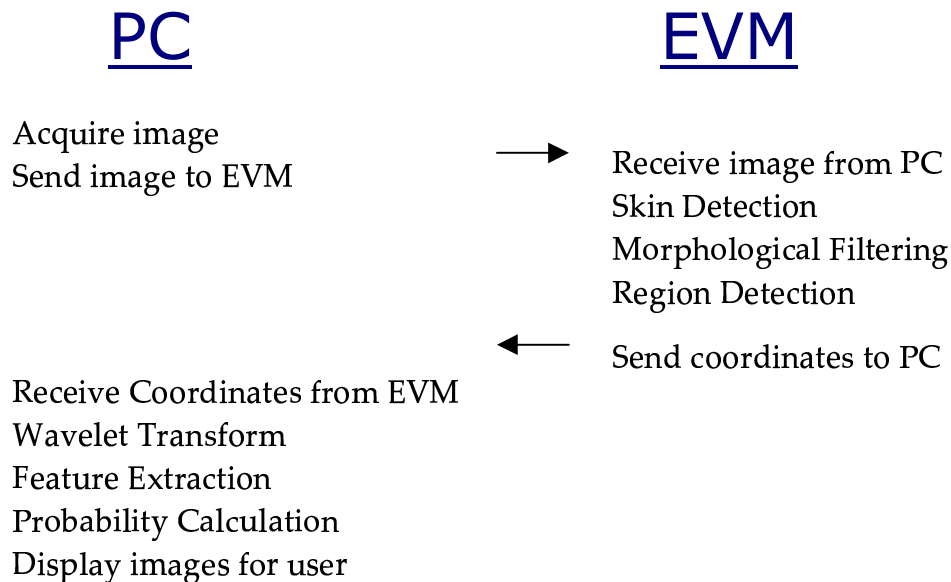 PC
EVM
Acquire image
Send image to EVM
Receive image from PC
Skin Detection
Morphological Filtering
Region Detection
Send coordinates to PC
Receive Coordinates from EVM
Wavelet Transform
Feature Extraction
Probability Calculation
Display images for user